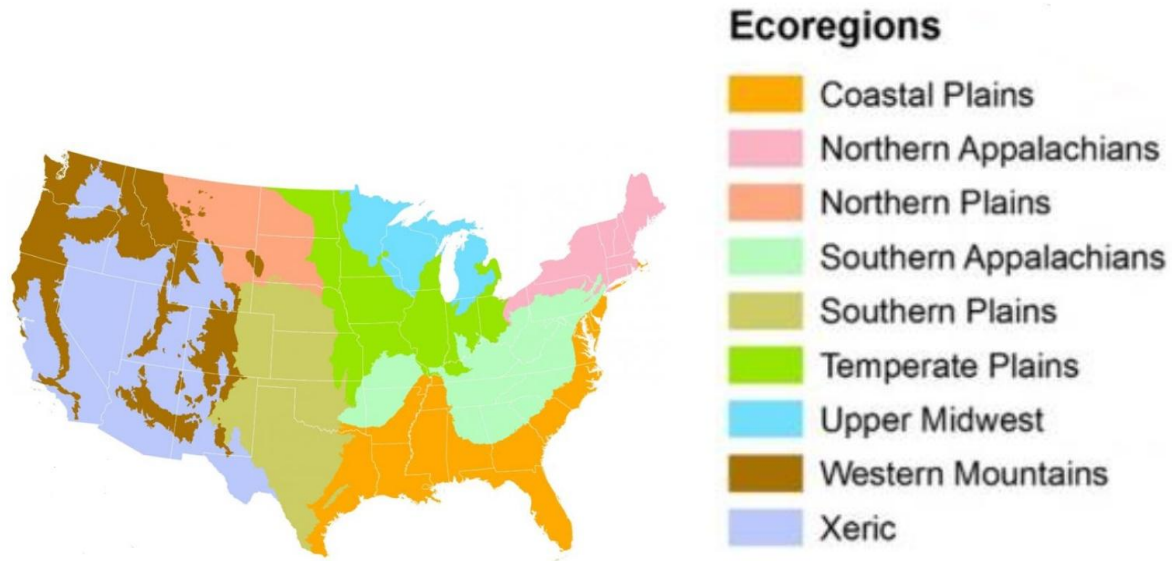 Ecoregions
Coastal Plains
Northern Appalachians
Northern Plains
Southern Appalachians
Southern Plains
Temperate Plains
Upper Midwest
Western Mountains
Xeric